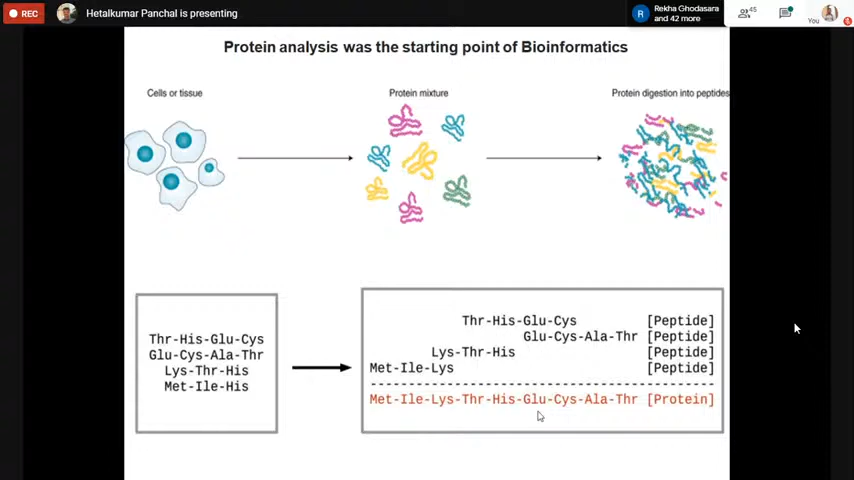 REC
Hetalkumar Panchal is presenting
R
Rekha Ghodasara
and 42 more
45
You
Protein analysis was the starting point of Bioinformatics
Cells or tissue
Protein mixture
Protein digestion into peptides
Thr-His-Glu-Cys
Glu-Cys-Ala-Thr
Lys-Thr-His
Met-Ile-His
Thr-His-Glu-Cys [Peptide]
Glu-Cys-Ala-Thr [Peptide]
Lys-Thr-His [Peptide]
Met-Ile-Lys [Peptide]
Met-Ile-Lys-Thr-His-Glu-Cys-Ala-Thr [Protein]